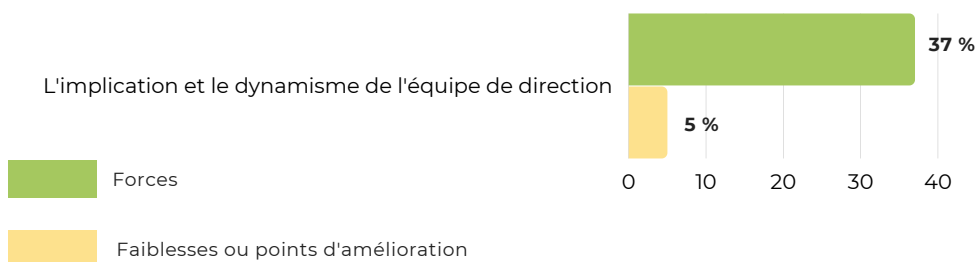 37 %
L'implication et le dynamisme de l'équipe de direction
5 %
0 10 20 30 40
Forces
Faiblesses ou points d'amélioration